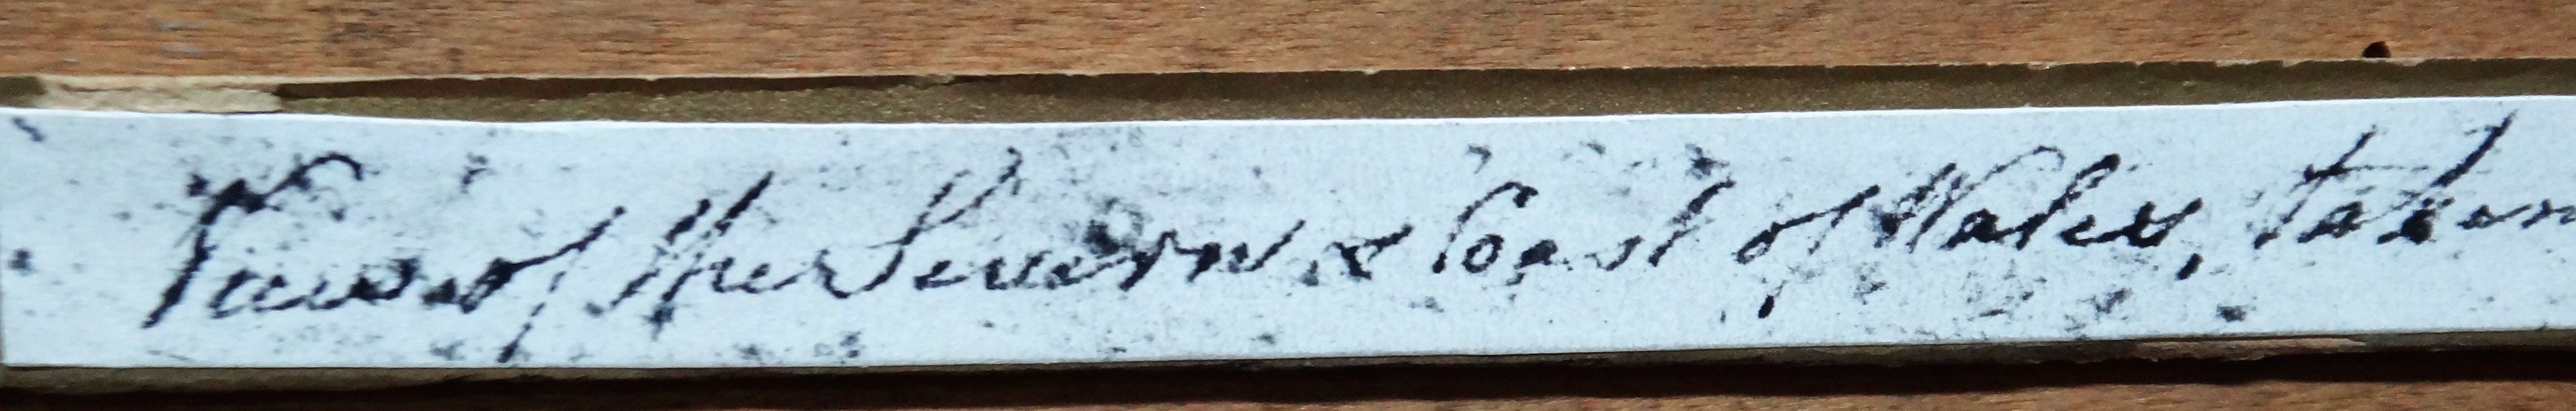 View of the Severn & Coast of Wales, taken